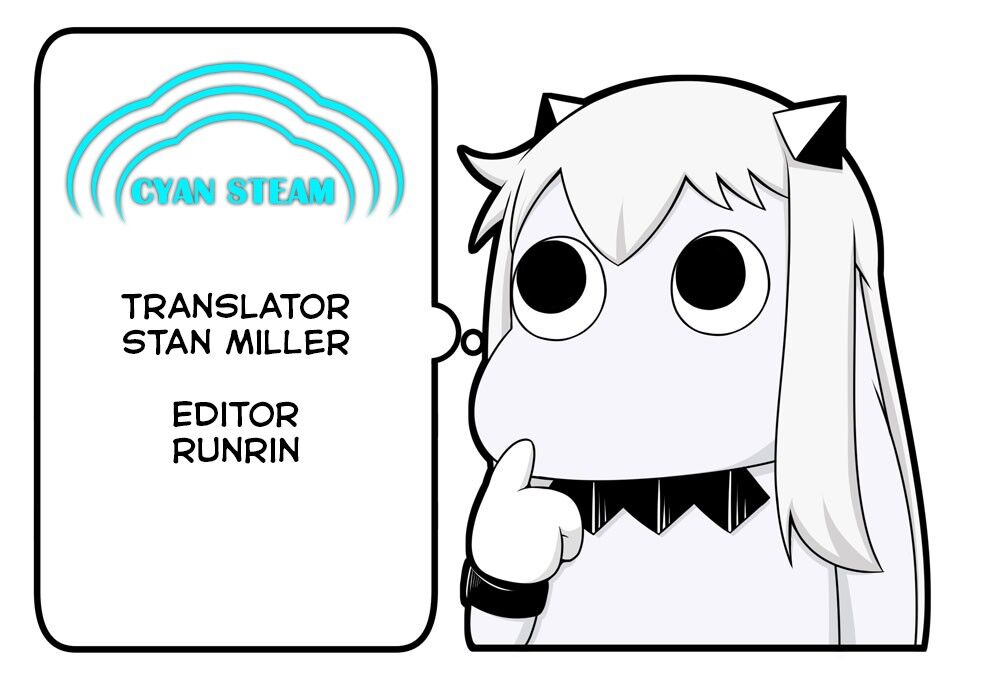 CYAN STEAM
TRANSLATOR
STAN MILLER
EDITOR
RUNRIN